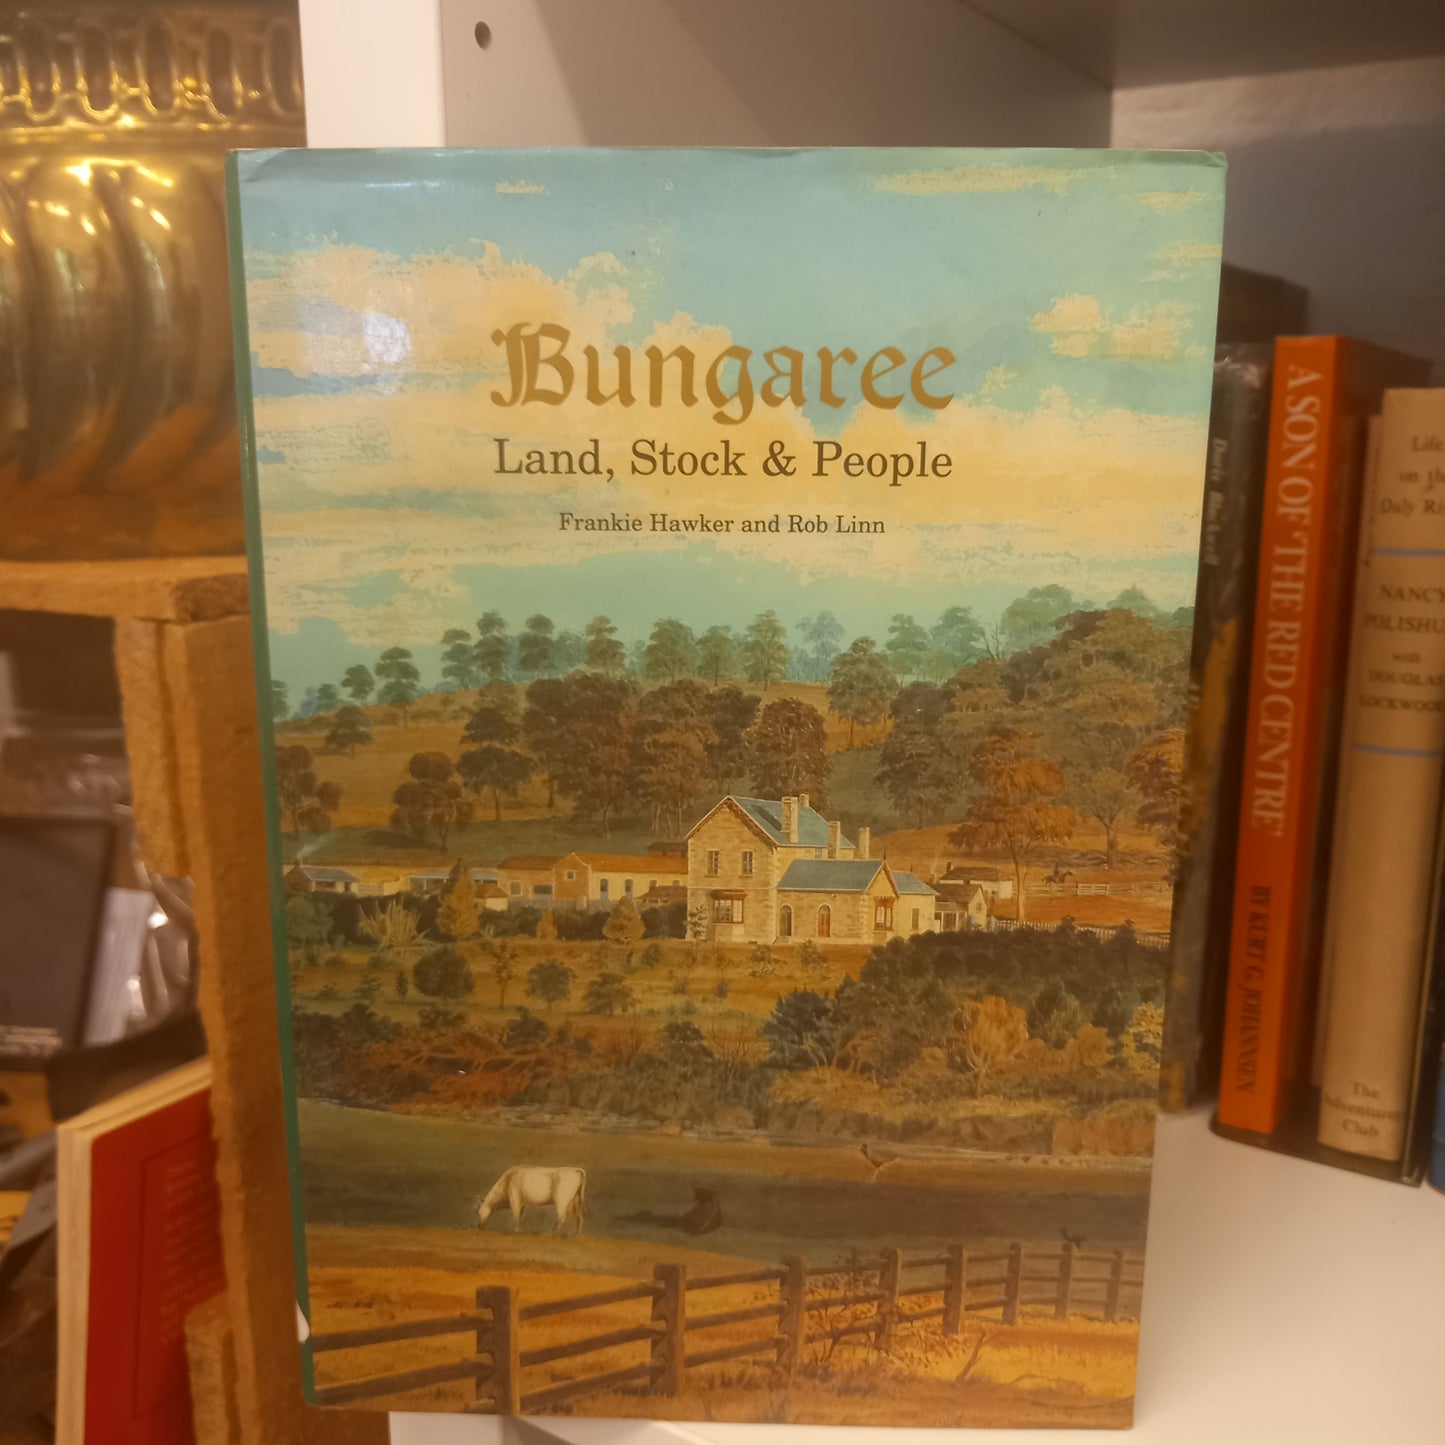 Bungaree
Land, Stock & People
Frankie Hawker and Rob Linn
A SON OF 'THE RED CENTRE'
BY KURT G. JOHANNSEN
Life
on the
Daly Ri
NANCY
POLISHU
with
DOUGLAS
LOCKWOO
The
Adventurers
Club